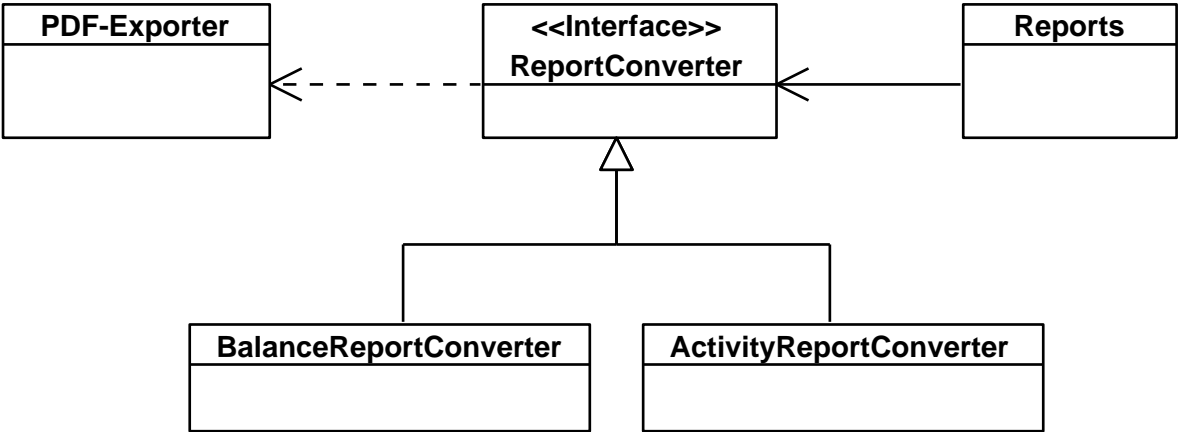 PDF-Exporter
<<Interface>>
ReportConverter
Reports
BalanceReportConverter
ActivityReportConverter